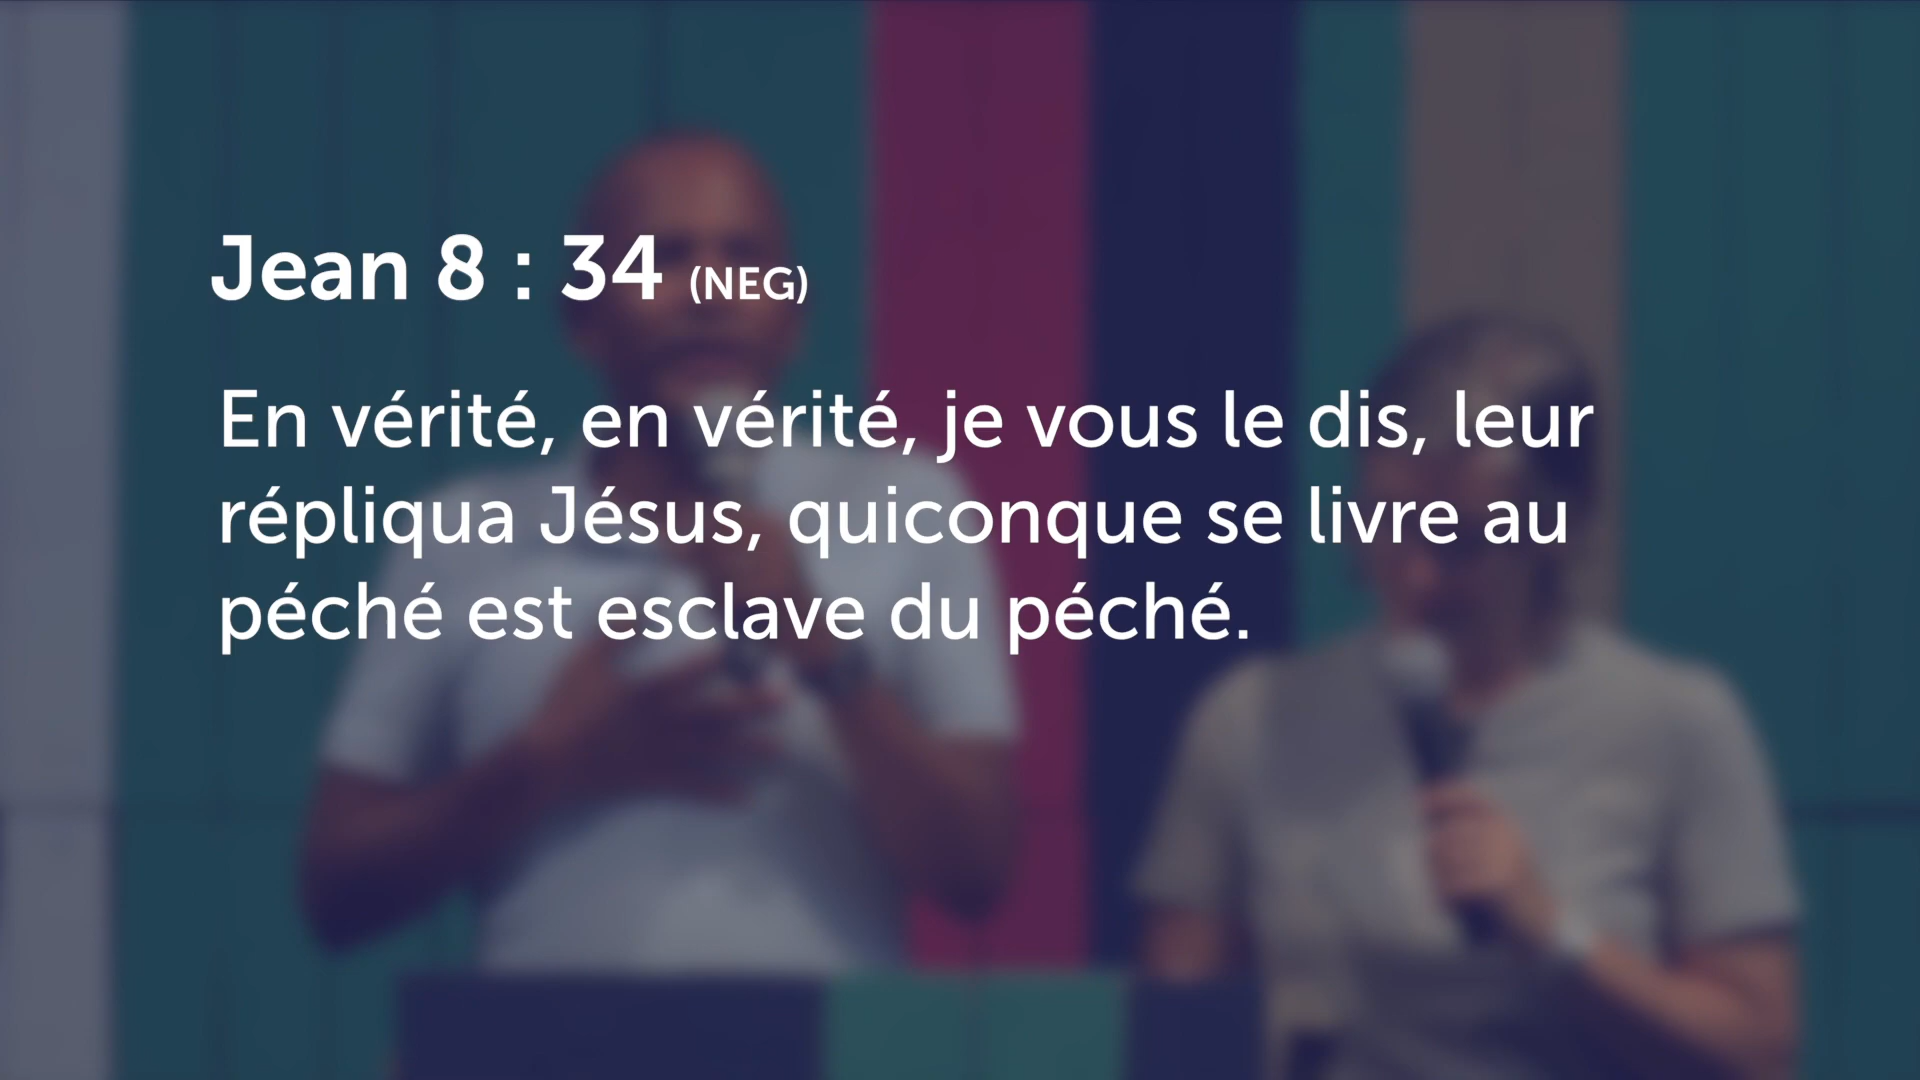 Jean 8 : 34 (NEG)
En vérité, en vérité, je vous le dis, leur
répliqua Jésus, quiconque se livre au
péché est esclave du péché.